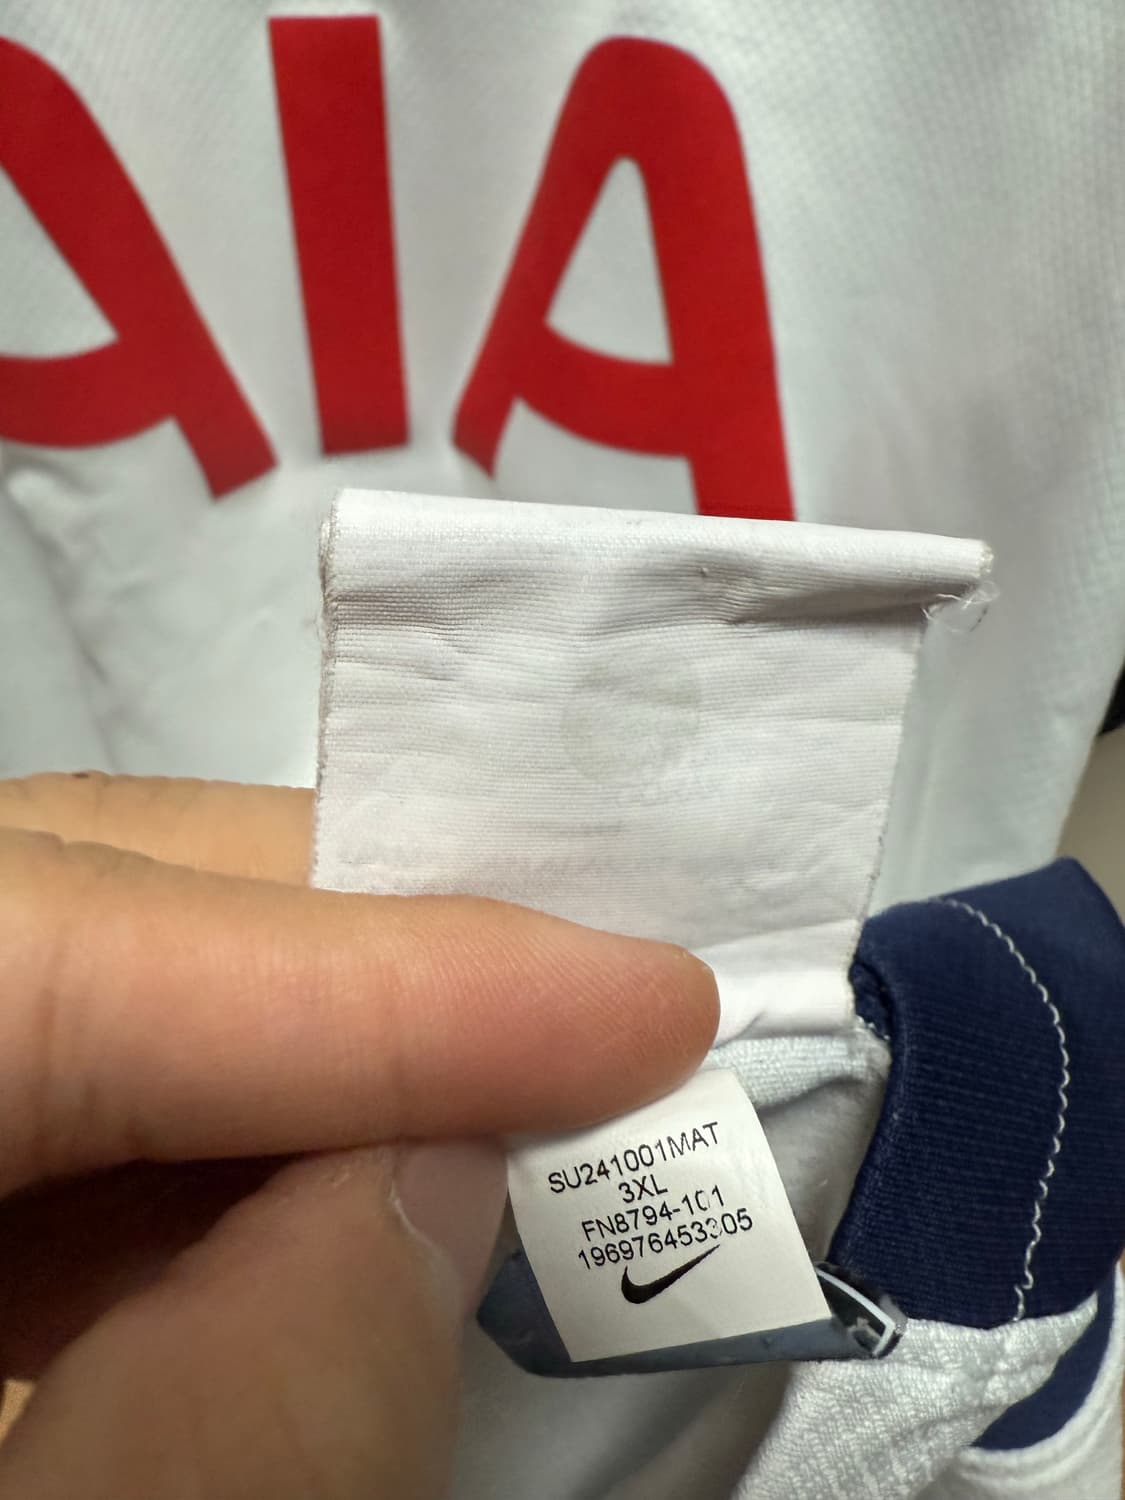 AIA
SU241001MAT
3XL
FN8794-101
196976453305